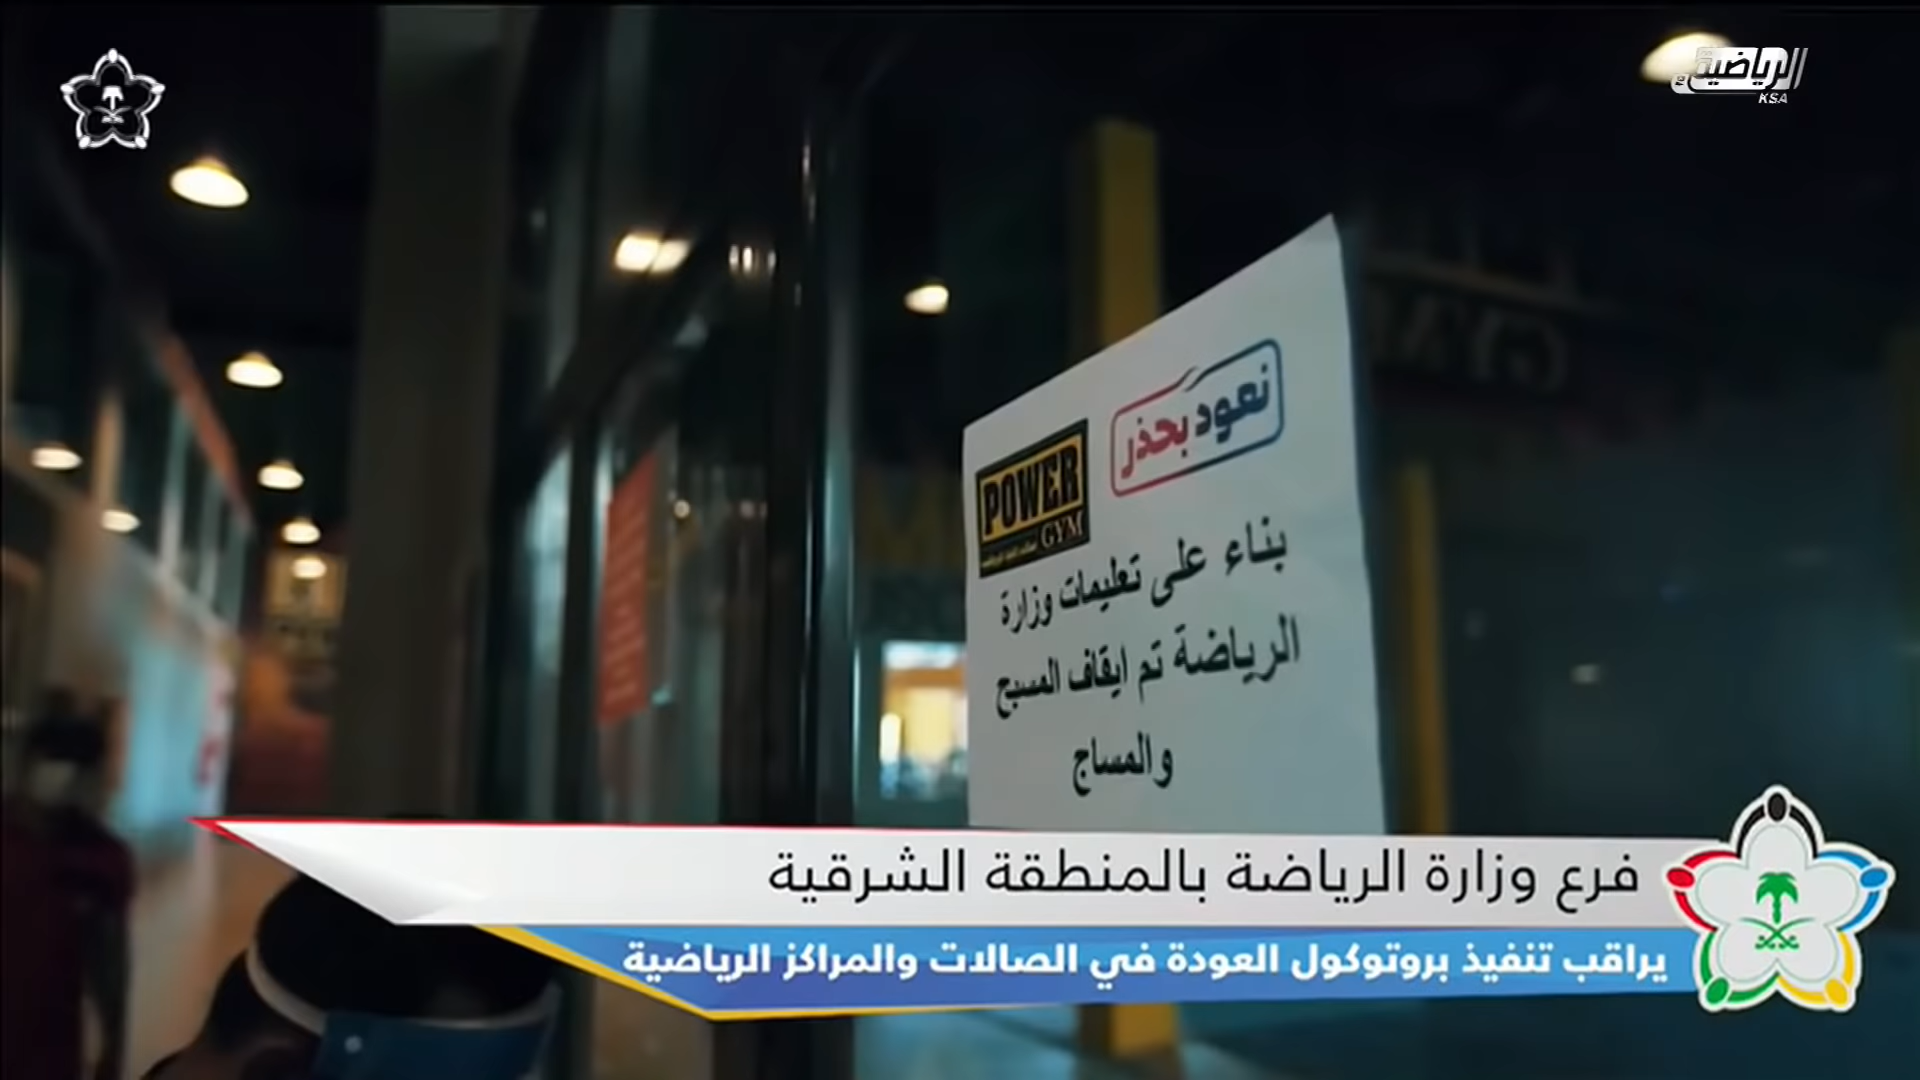 الرياضية
KSA
نعود بحذر
POWER
GYM
بناء على تعليمات وزارة
الرياضة تم ايقاف المسبح
والمساج
فرع وزارة الرياضة بالمنطقة الشرقية
يراقب تنفيذ بروتوكول العودة في الصالات والمراكز الرياضية